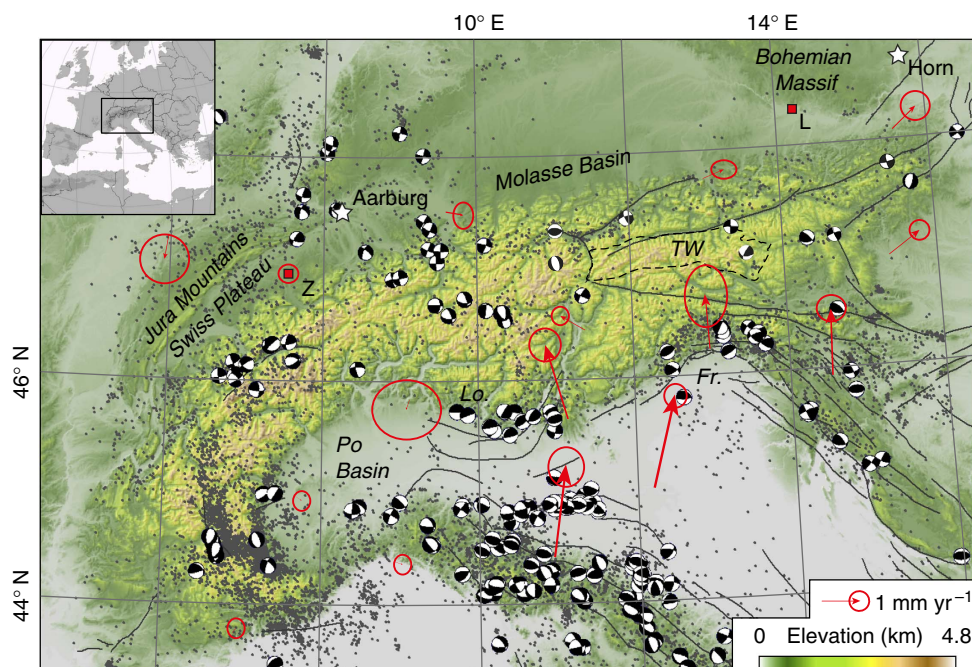 10° E
14° E
Bohemian
Massif
Horn
L
Molasse Basin
Aarburg
TW
Jura Mountains
Swiss Plateau
Z
46° N
Fr.
Lo.
Po
Basin
44° N
1 mm yr⁻¹
0 Elevation (km) 4.8